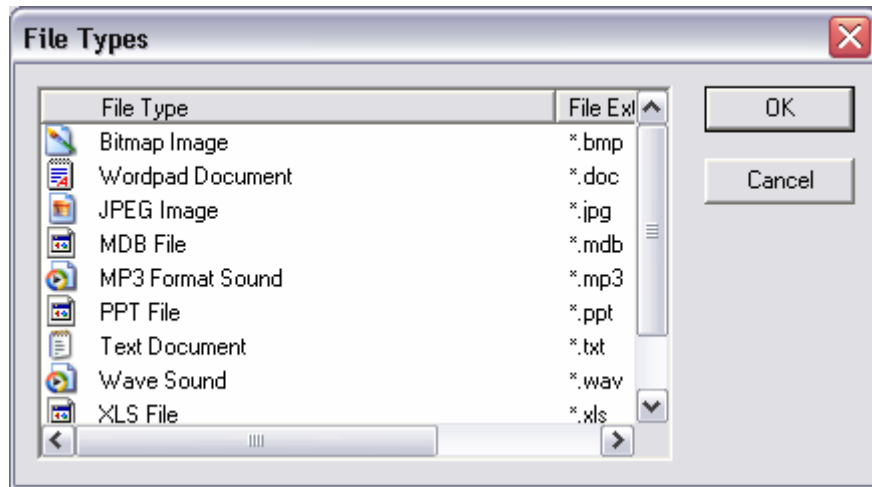 File Types
File Type File Ext
Bitmap Image *.bmp
Wordpad Document *.doc
JPEG Image *.jpg
MDB File *.mdb
MP3 Format Sound *.mp3
PPT File *.ppt
Text Document *.txt
Wave Sound *.wav
XLS File *.xls
OK
Cancel